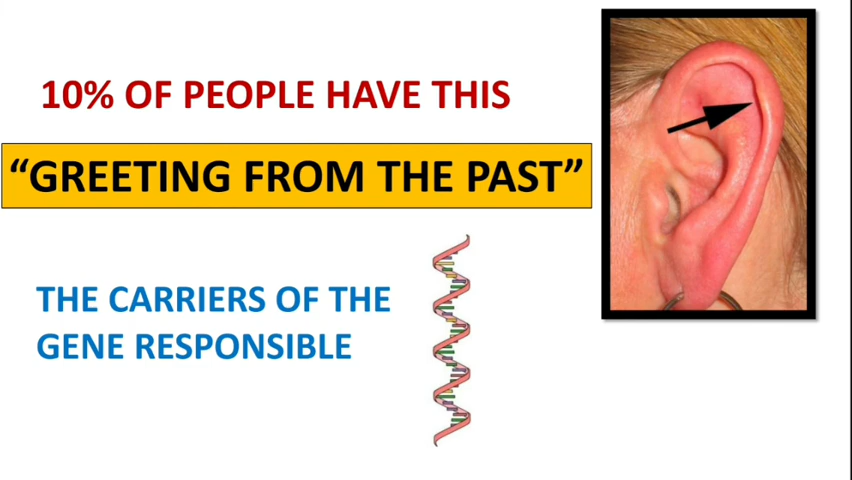 10% OF PEOPLE HAVE THIS
“GREETING FROM THE PAST”
THE CARRIERS OF THE
GENE RESPONSIBLE